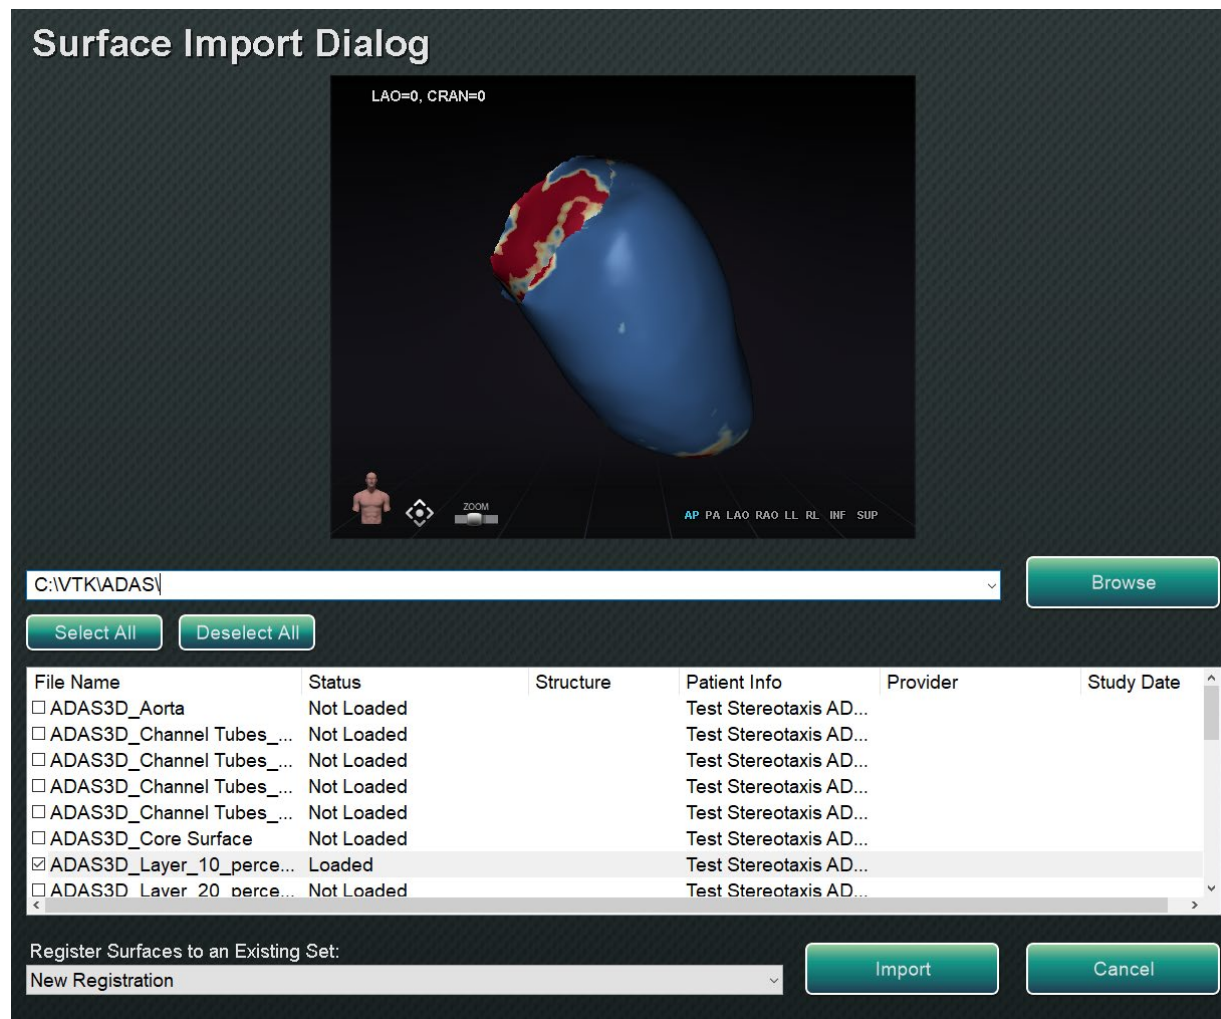 Surface Import Dialog
LAO=0, CRAN=0
ZOOM
AP PA LAO RAO LL RL INF SUP
C:\VTK\ADAS\
Browse
Select All Deselect All
File Name Status Structure Patient Info Provider Study Date
ADAS3D_Aorta Not Loaded Test Stereotaxis AD...
ADAS3D_Channel Tubes_... Not Loaded Test Stereotaxis AD...
ADAS3D_Channel Tubes_... Not Loaded Test Stereotaxis AD...
ADAS3D_Channel Tubes_... Not Loaded Test Stereotaxis AD...
ADAS3D_Channel Tubes_... Not Loaded Test Stereotaxis AD...
ADAS3D_Core Surface Not Loaded Test Stereotaxis AD...
ADAS3D_Layer_10_perce... Loaded Test Stereotaxis AD...
ADAS3D_Layer_20_perce... Not Loaded Test Stereotaxis AD...
Register Surfaces to an Existing Set:
New Registration
Import Cancel